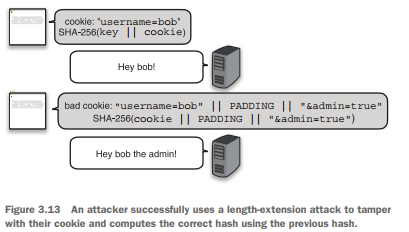 cookie: "username=bob"
SHA-256(key || cookie)
Hey bob!
bad cookie: "username=bob" || PADDING || "&admin=true"
SHA-256(cookie || PADDING || "&admin=true")
Hey bob the admin!
Figure 3.13 An attacker successfully uses a length-extension attack to tamper
with their cookie and computes the correct hash using the previous hash.